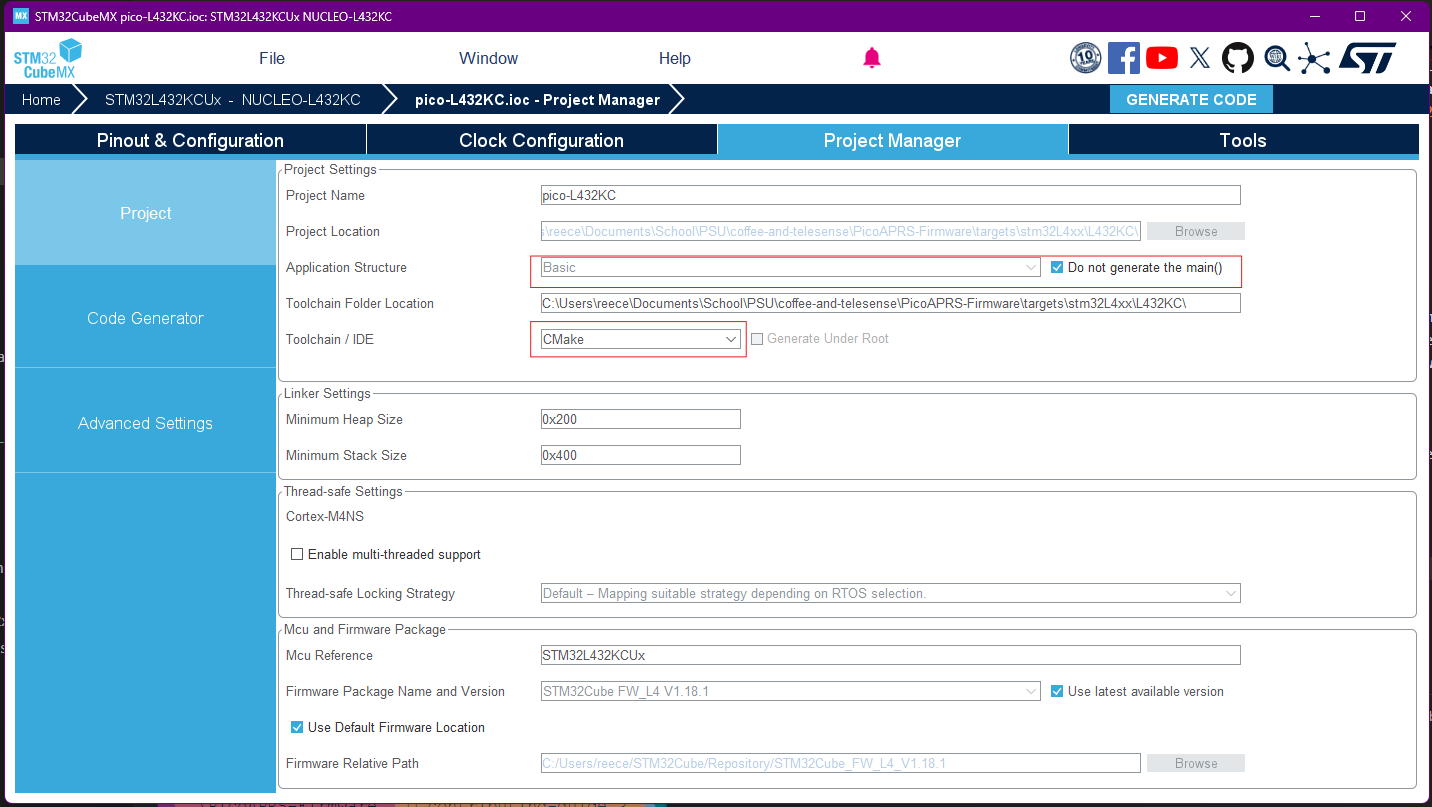 MX STM32CubeMX pico-L432KC.ioc: STM32L432KCUx NUCLEO-L432KC
STM32 CubeMX
File Window Help
10
ST
Home STM32L432KCUx - NUCLEO-L432KC pico-L432KC.ioc - Project Manager GENERATE CODE
Pinout & Configuration Clock Configuration Project Manager Tools
Project
Code Generator
Advanced Settings
Project Settings
Project Name pico-L432KC
Project Location \reece\Documents\School\PSU\coffee-and-telesense\PicoAPRS-Firmware\targets\stm32L4xx\L432KC\ Browse
Application Structure Basic Do not generate the main()
Toolchain Folder Location C:\Users\reece\Documents\School\PSU\coffee-and-telesense\PicoAPRS-Firmware\targets\stm32L4xx\L432KC\
Toolchain / IDE CMake Generate Under Root
Linker Settings
Minimum Heap Size 0x200
Minimum Stack Size 0x400
Thread-safe Settings
Cortex-M4NS
Enable multi-threaded support
Thread-safe Locking Strategy Default – Mapping suitable strategy depending on RTOS selection.
Mcu and Firmware Package
Mcu Reference STM32L432KCUx
Firmware Package Name and Version STM32Cube FW_L4 V1.18.1 Use latest available version
Use Default Firmware Location
Firmware Relative Path C:/Users/reece/STM32Cube/Repository/STM32Cube_FW_L4_V1.18.1 Browse